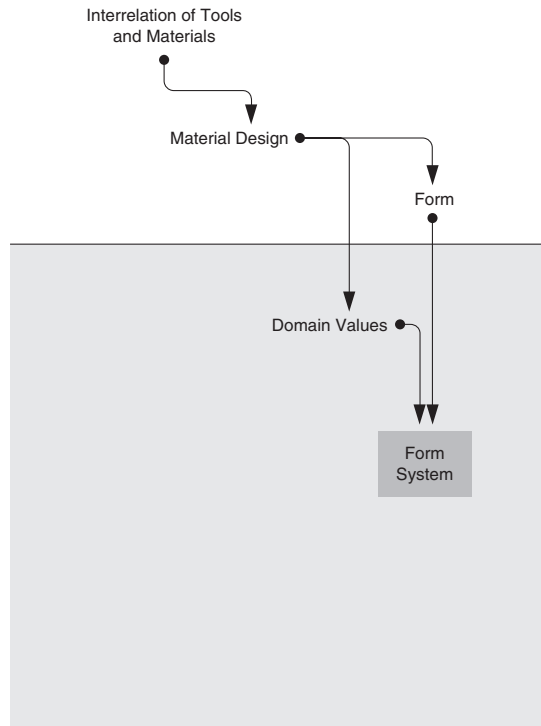 Interrelation of Tools
and Materials
Material Design
Form
Domain Values
Form
System